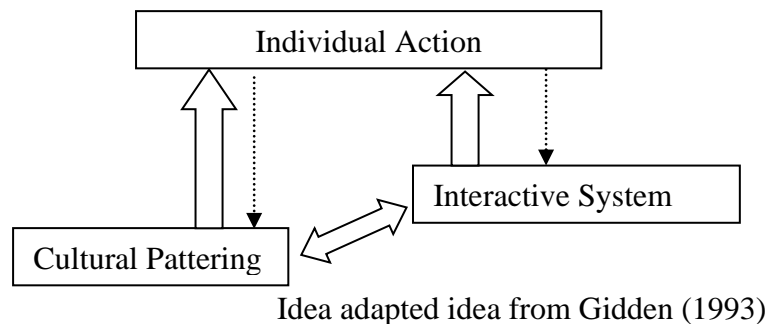 Individual Action
Interactive System
Cultural Pattering
Idea adapted idea from Gidden (1993)